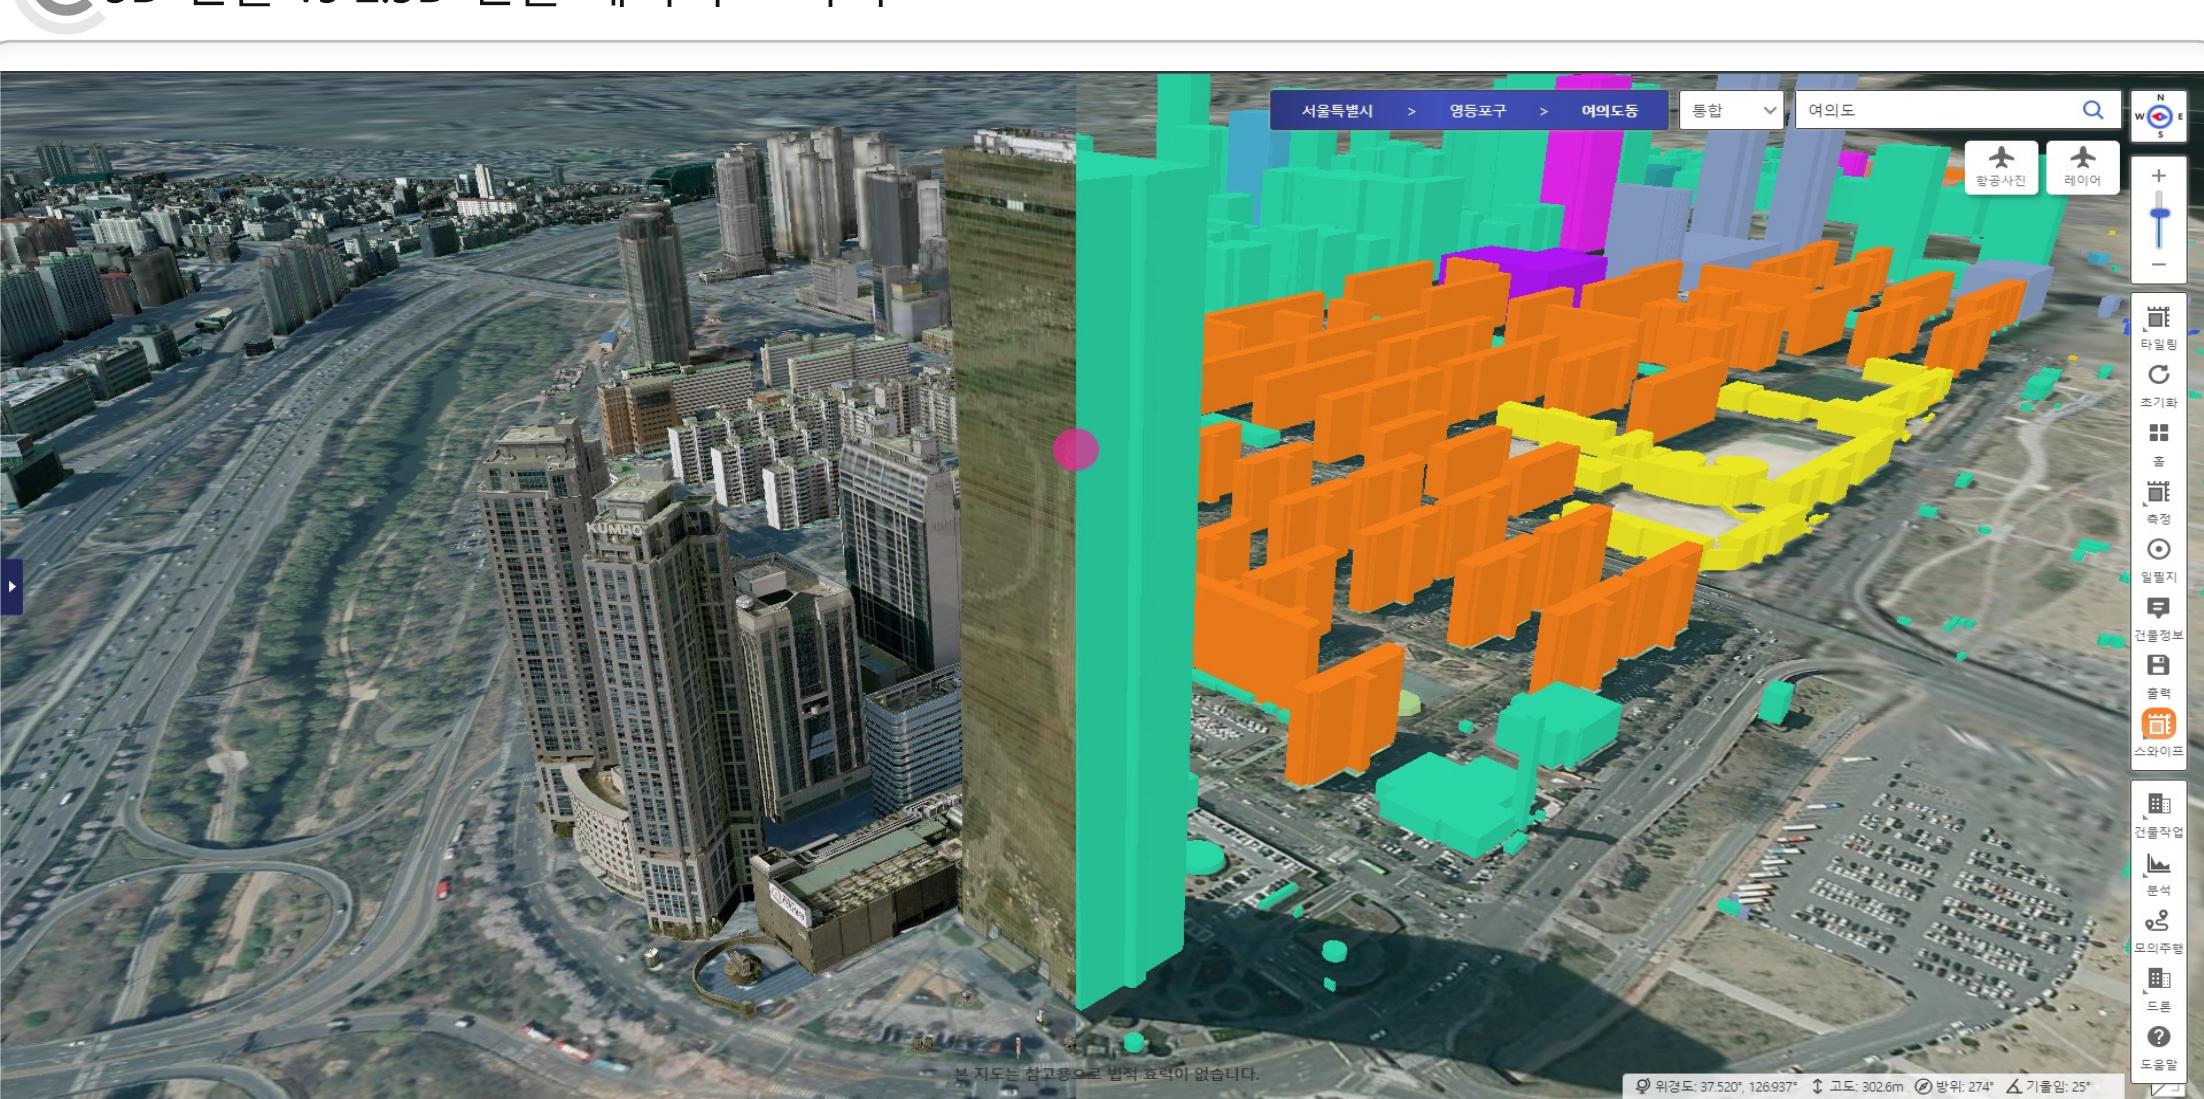 서울특별시 > 영등포구 > 여의도동
통합
여의도
N
W E
S
항공사진
레이어
+
−
타일링
초기화
홈
측정
일필지
건물정보
출력
스와이프
건물작업
분석
모의주행
드론
도움말
KUMHO
본 지도는 참고용으로 법적 효력이 없습니다.
위경도: 37.520°, 126.937° 고도: 302.6m 방위: 274° 기울임: 25°